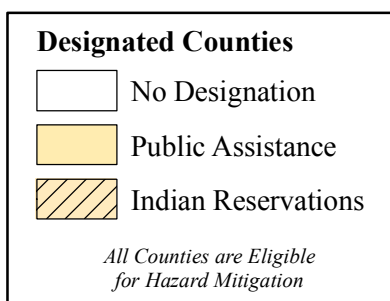 Designated Counties
No Designation
Public Assistance
Indian Reservations
All Counties are Eligible
for Hazard Mitigation